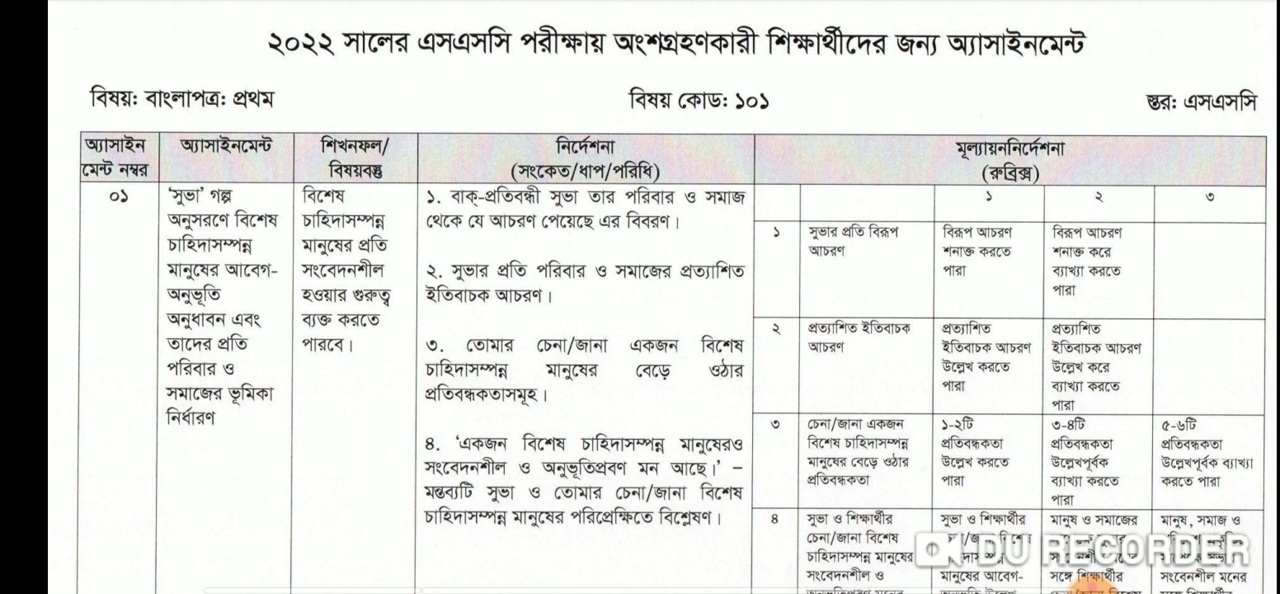 ২০২২ সালের এসএসসি পরীক্ষায় অংশগ্রহণকারী শিক্ষার্থীদের জন্য অ্যাসাইনমেন্ট
বিষয়: বাংলাপত্র: প্রথম
বিষয় কোড: ১০১
স্তর: এসএসসি
অ্যাসাইন
মেন্ট নম্বর
অ্যাসাইনমেন্ট
শিখনফল/
বিষয়বস্তু
নির্দেশনা
(সংকেত/ধাপ/পরিধি)
মূল্যায়ননির্দেশনা
(রুব্রিক্স)
০১
‘সুভা’ গল্প
অনুসরণে বিশেষ
চাহিদাসম্পন্ন
মানুষের আবেগ-
অনুভূতি
অনুধাবন এবং
তাদের প্রতি
পরিবার ও
সমাজের ভূমিকা
নির্ধারণ
বিশেষ
চাহিদাসম্পন্ন
মানুষের প্রতি
সংবেদনশীল
হওয়ার গুরুত্ব
ব্যক্ত করতে
পারবে।
১. বাক্-প্রতিবন্ধী সুভা তার পরিবার ও সমাজ
থেকে যে আচরণ পেয়েছে এর বিবরণ।
২. সুভার প্রতি পরিবার ও সমাজের প্রত্যাশিত
ইতিবাচক আচরণ।
৩. তোমার চেনা/জানা একজন বিশেষ
চাহিদাসম্পন্ন মানুষের বেড়ে ওঠার
প্রতিবন্ধকতাসমূহ।
৪. ‘একজন বিশেষ চাহিদাসম্পন্ন মানুষেরও
সংবেদনশীল ও অনুভূতিপ্রবণ মন আছে।’ –
মন্তব্যটি সুভা ও তোমার চেনা/জানা বিশেষ
চাহিদাসম্পন্ন মানুষের পরিপ্রেক্ষিতে বিশ্লেষণ।
১
২
৩
১
সুভার প্রতি বিরূপ
আচরণ
বিরূপ আচরণ
শনাক্ত করতে
পারা
বিরূপ আচরণ
শনাক্ত করে
ব্যাখ্যা করতে
পারা
২
প্রত্যাশিত ইতিবাচক
আচরণ
প্রত্যাশিত
ইতিবাচক আচরণ
উল্লেখ করতে
পারা
প্রত্যাশিত
ইতিবাচক আচরণ
উল্লেখ করে
ব্যাখ্যা করতে
পারা
৩
চেনা/জানা একজন
বিশেষ চাহিদাসম্পন্ন
মানুষের বেড়ে ওঠার
প্রতিবন্ধকতা
১-২টি
প্রতিবন্ধকতা
উল্লেখ করতে
পারা
৩-৪টি
প্রতিবন্ধকতা
উল্লেখপূর্বক
ব্যাখ্যা করতে
পারা
৫-৬টি
প্রতিবন্ধকতা
উল্লেখপূর্বক ব্যাখ্যা
করতে পারা
৪
সুভা ও শিক্ষার্থীর
চেনা/জানা বিশেষ
চাহিদাসম্পন্ন মানুষের
সংবেদনশীল ও
সুভা ও শিক্ষার্থীর
মানুষের আবেগ-
মানুষ ও সমাজের
সঙ্গে শিক্ষার্থীর
মানুষ, সমাজ ও
সংবেনশীল মনের
DU RECORDER